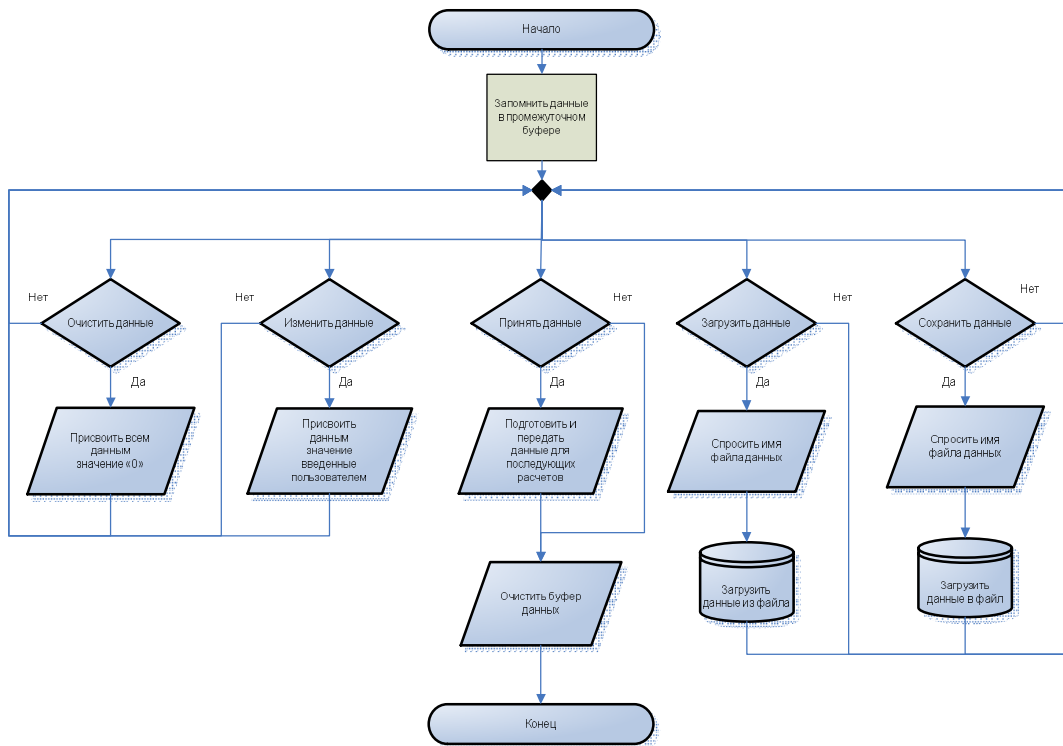 Начало
Запомнить данные
в промежуточном
буфере
Нет
Очистить данные
Да
Присвоить всем
данным
значение «0»
Нет
Изменить данные
Да
Присвоить
данным
значение
введенные
пользователем
Нет
Принять данные
Да
Подготовить и
передать
данные для
последующих
расчетов
Очистить буфер
данных
Конец
Нет
Загрузить данные
Да
Спросить имя
файла данных
Загрузить
данные из файла
Нет
Сохранить данные
Да
Спросить имя
файла данных
Загрузить
данные в файл